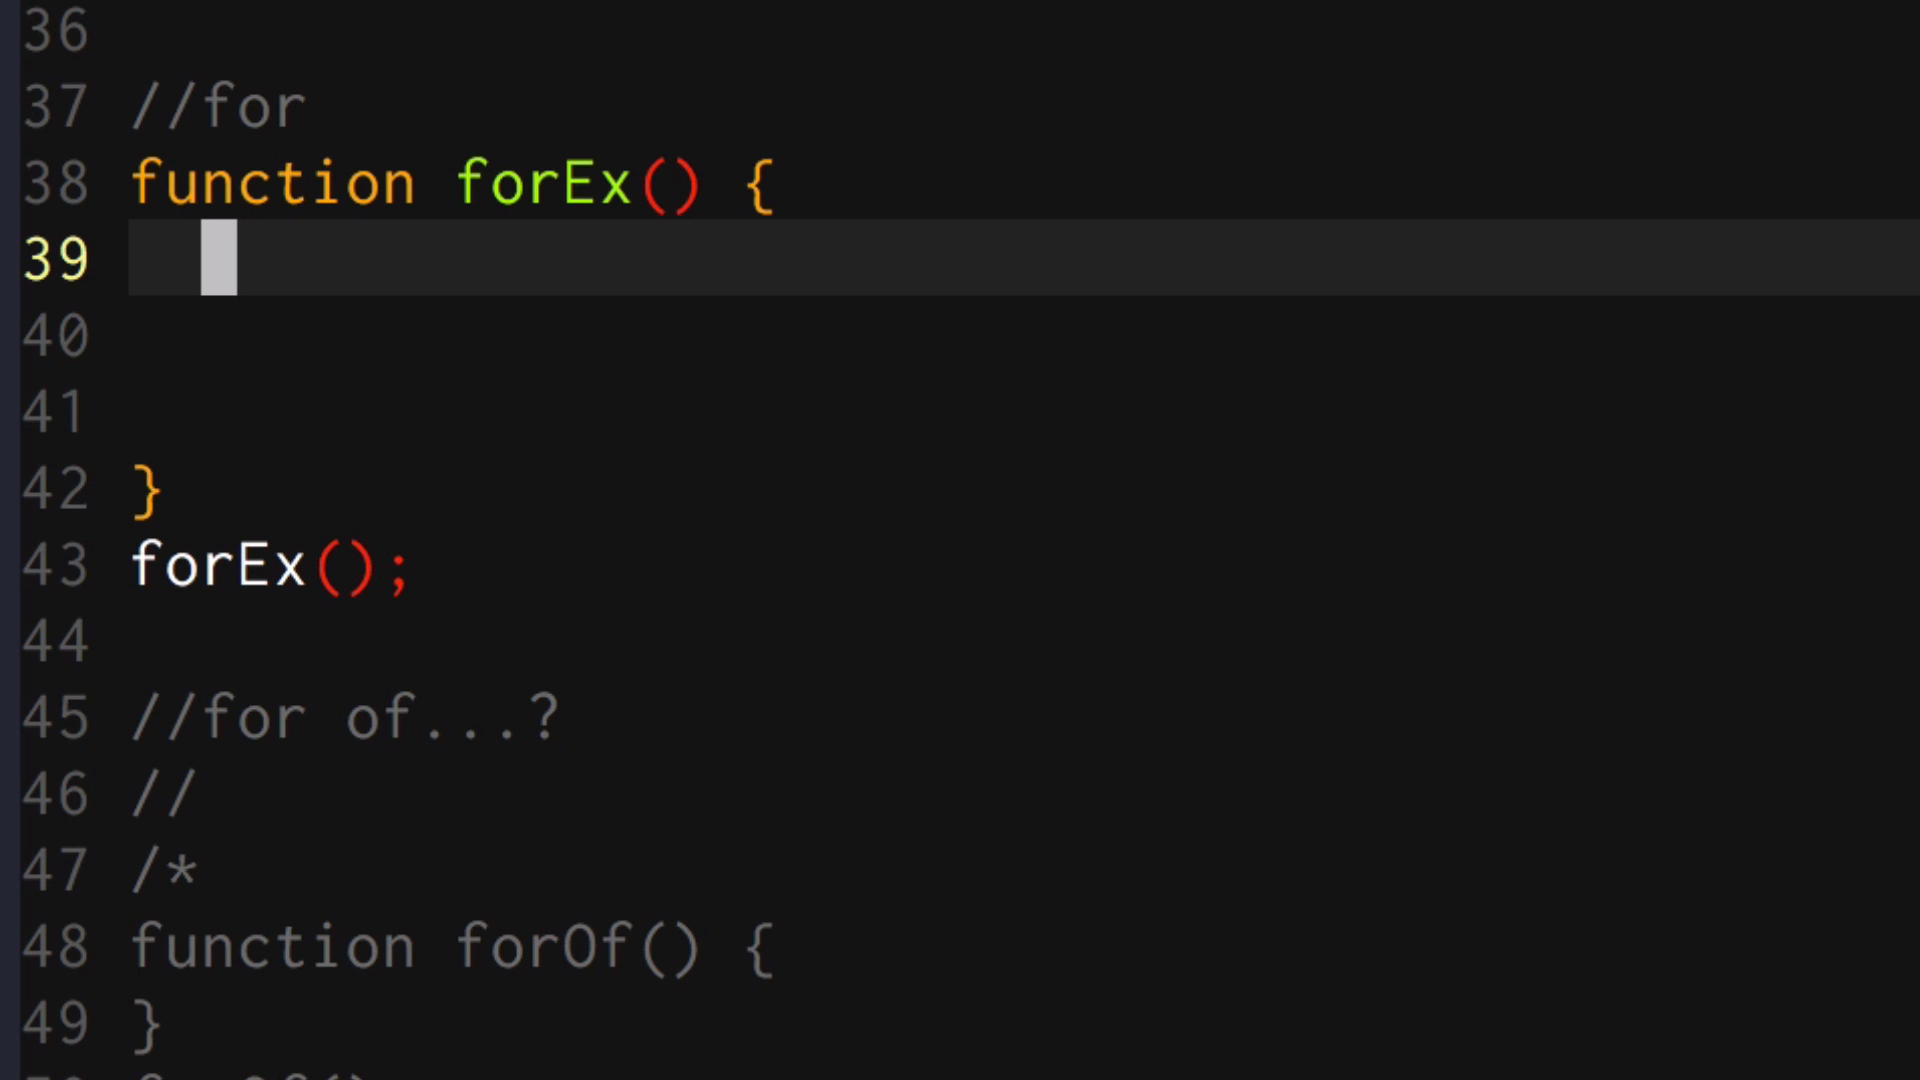 36
37 //for
38 function forEx() {
39
40
41
42 }
43 forEx();
44
45 //for of...?
46 //
47 /*
48 function forOf() {
49 }